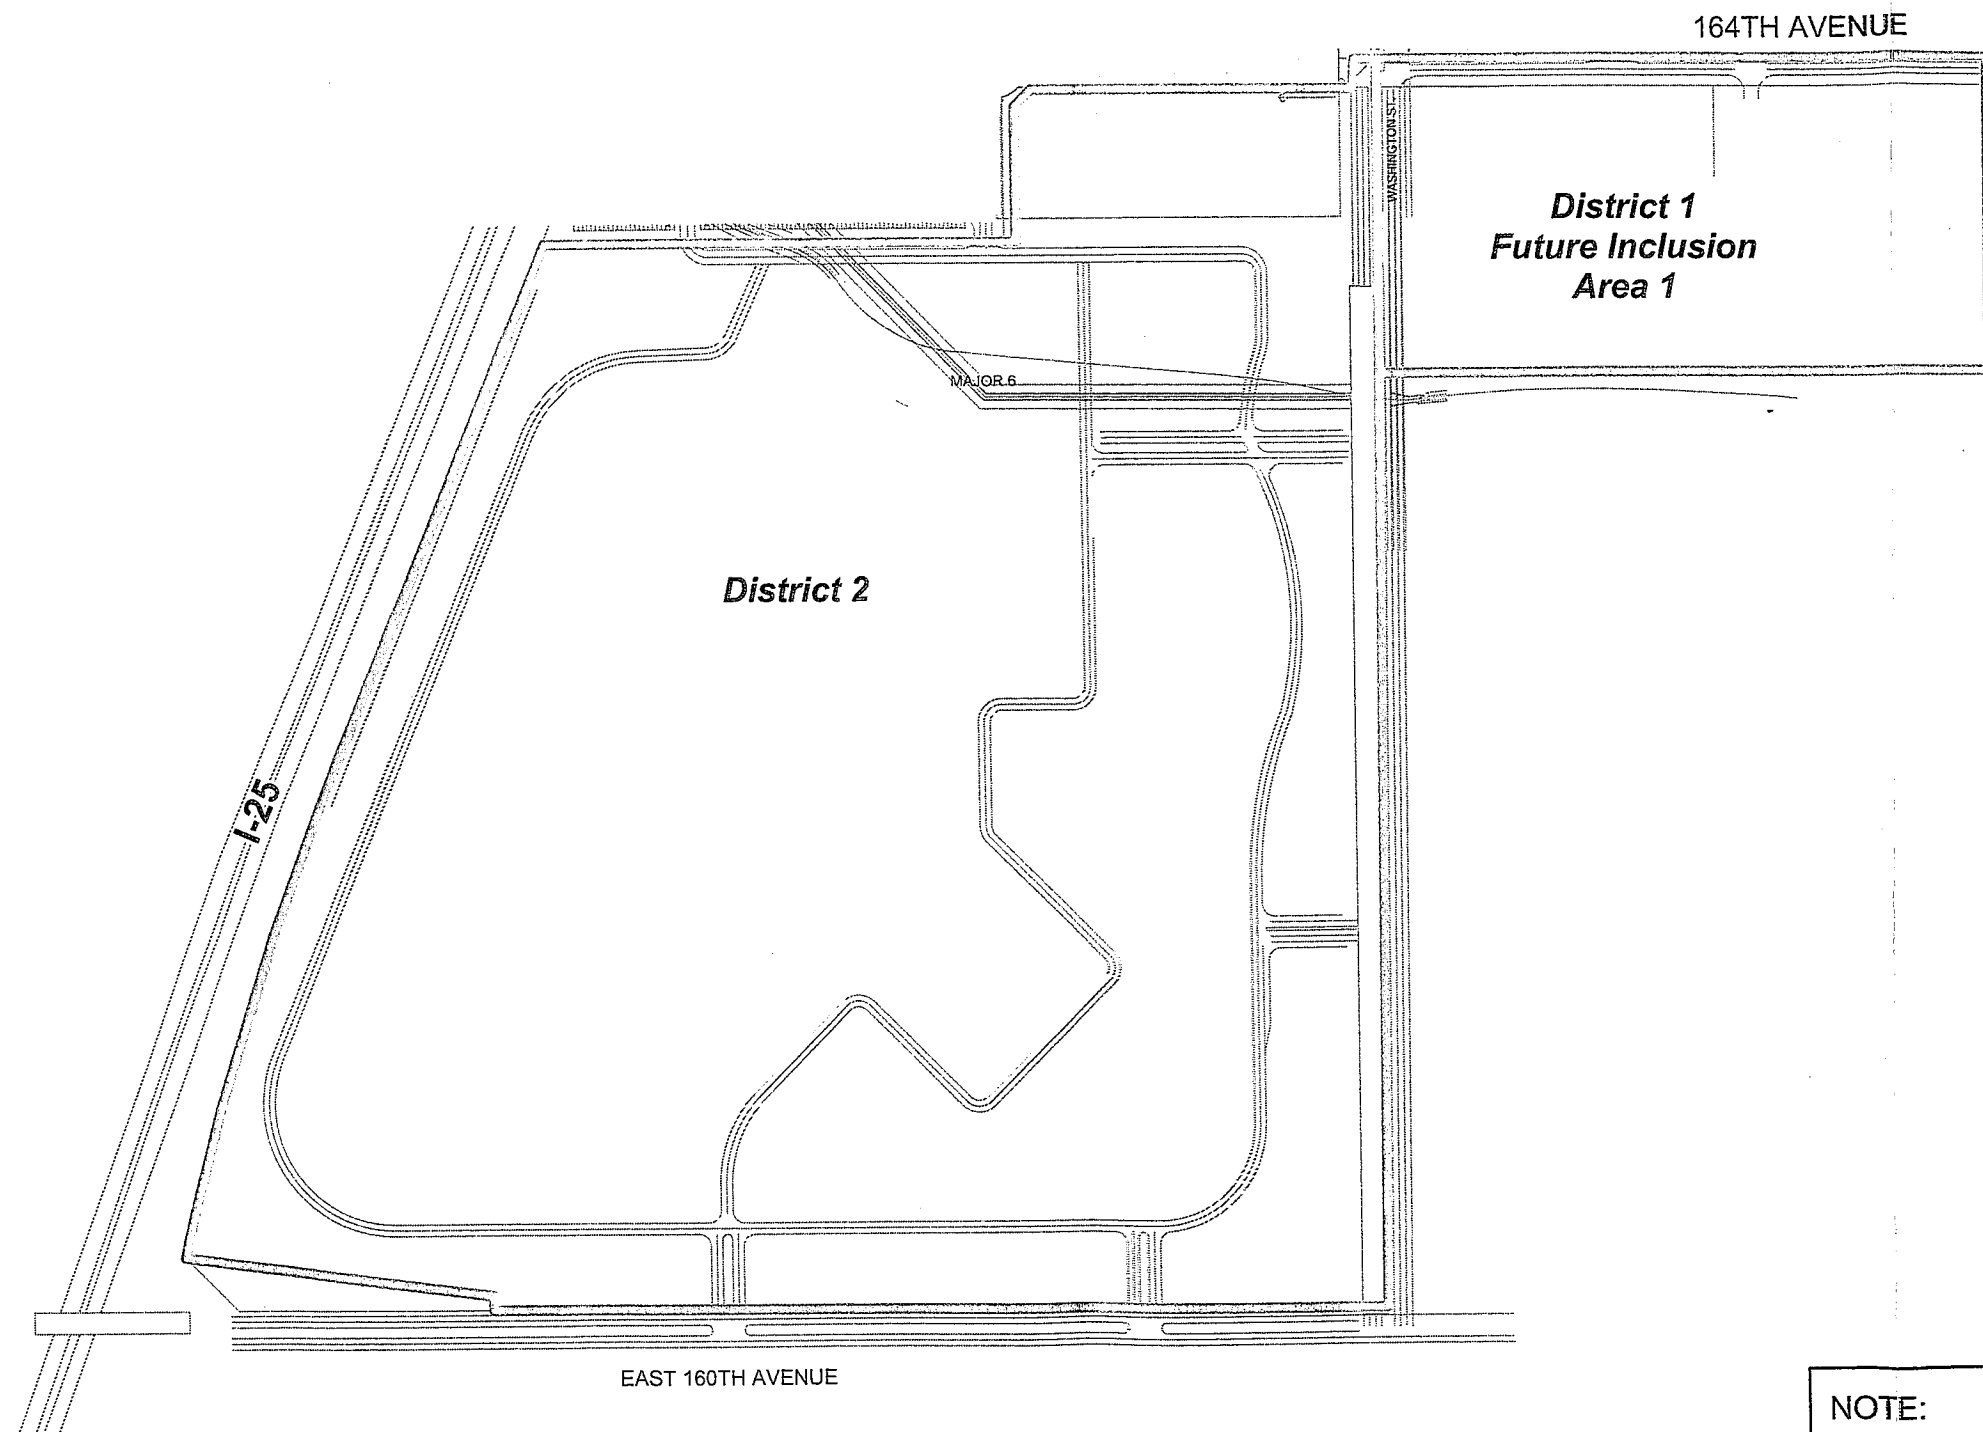 164TH AVENUE
WASHINGTON ST.
District 1
Future Inclusion
Area 1
MAJOR 6
District 2
I-25
EAST 160TH AVENUE
NOTE: